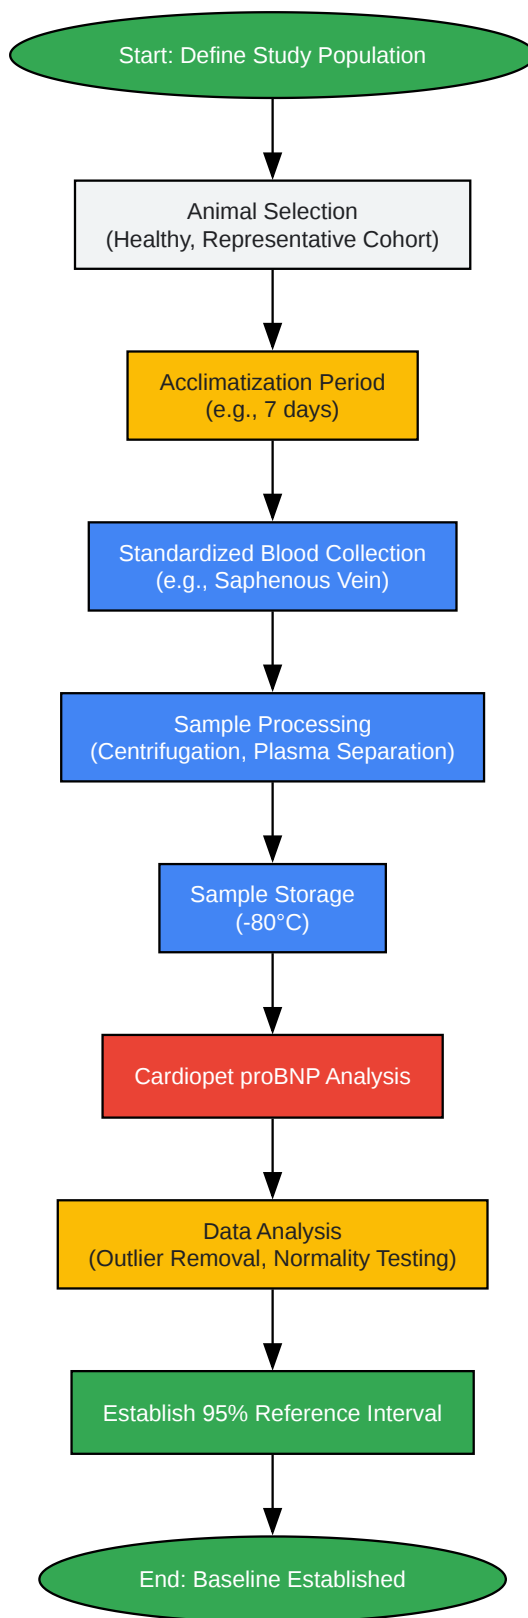 Start: Define Study Population
Animal Selection
(Healthy, Representative Cohort)
Acclimatization Period
(e.g., 7 days)
Standardized Blood Collection
(e.g., Saphenous Vein)
Sample Processing
(Centrifugation, Plasma Separation)
Sample Storage
(-80°C)
Cardiopet proBNP Analysis
Data Analysis
(Outlier Removal, Normality Testing)
Establish 95% Reference Interval
End: Baseline Established